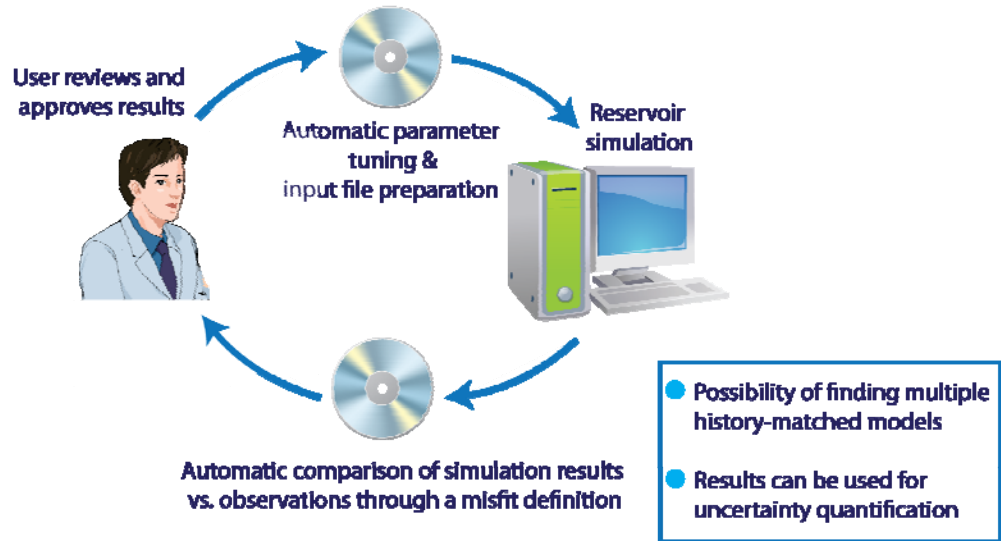 User reviews and
approves results
Automatic parameter
tuning &
input file preparation
Reservoir
simulation
Automatic comparison of simulation results
vs. observations through a misfit definition
Possibility of finding multiple
history-matched models
Results can be used for
uncertainty quantification